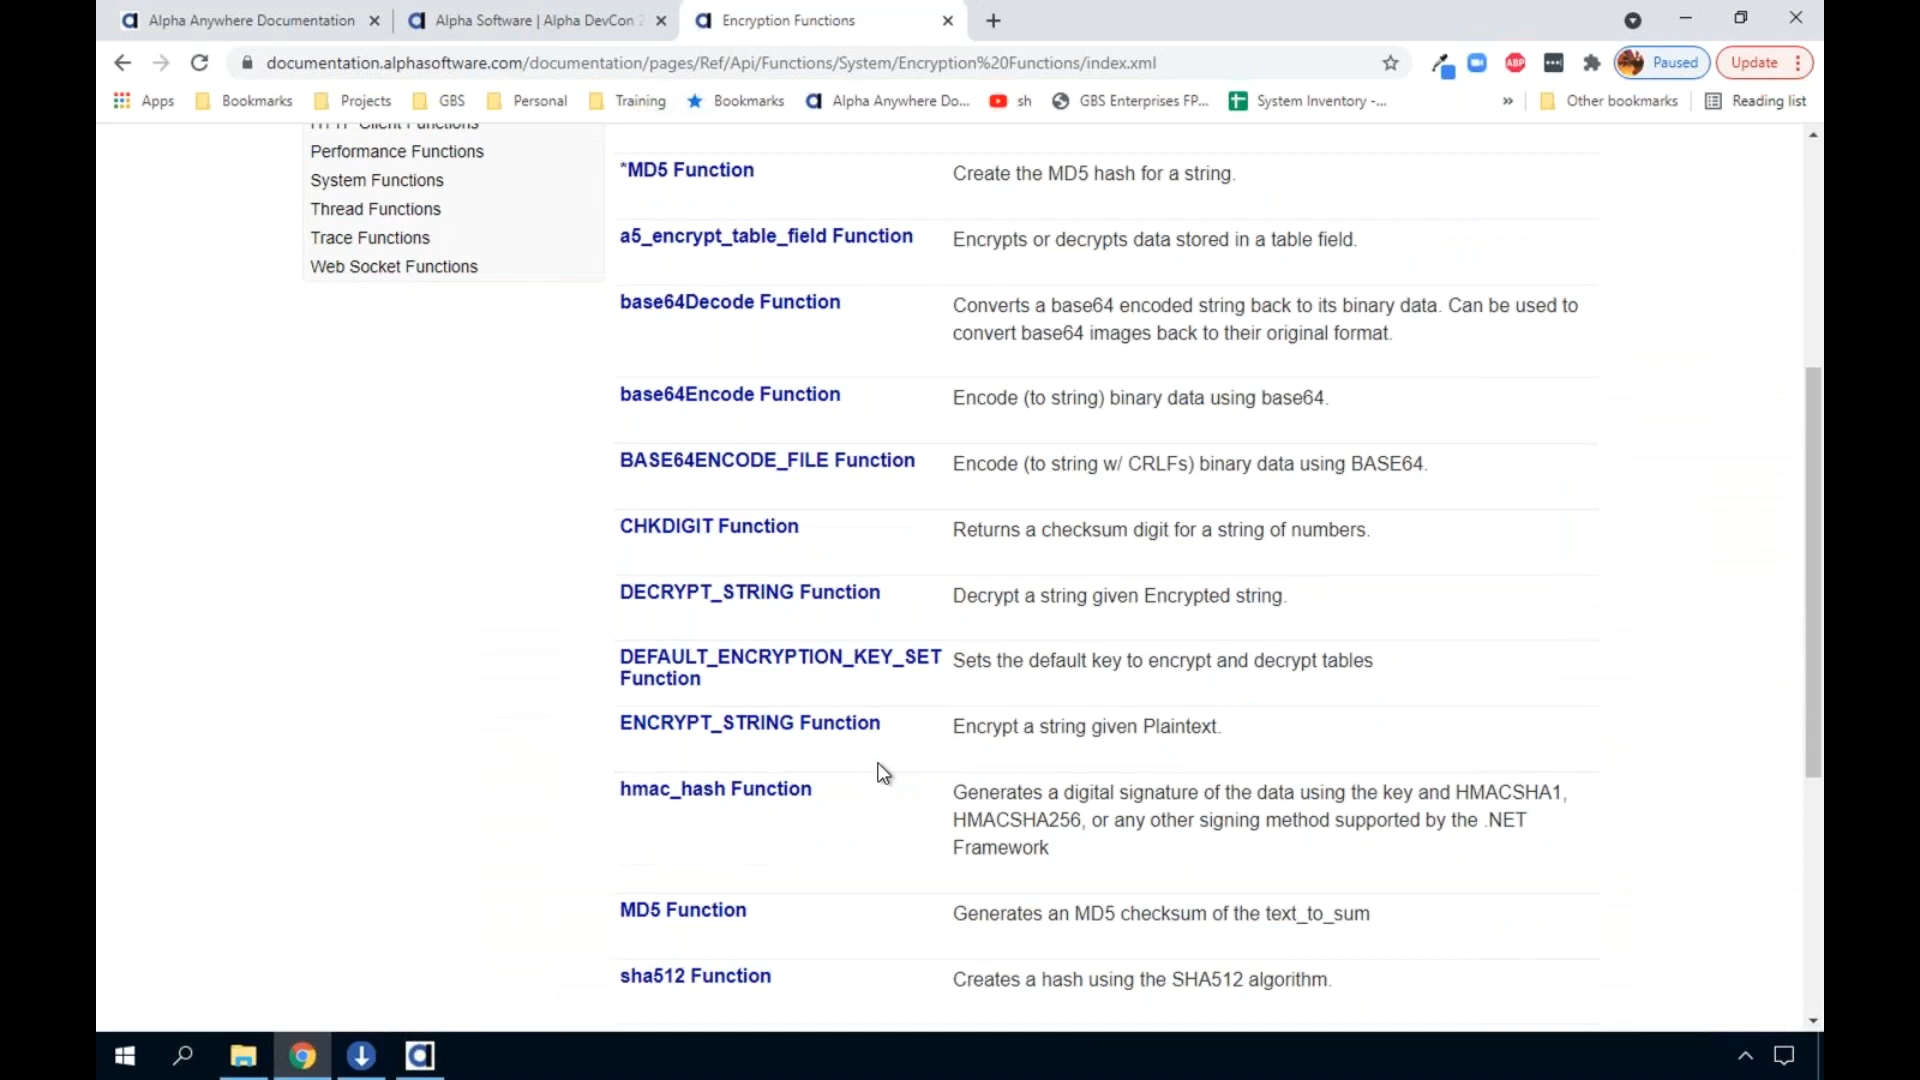 Alpha Anywhere Documentation
Alpha Software | Alpha DevCon 2
Encryption Functions
documentation.alphasoftware.com/documentation/pages/Ref/Api/Functions/System/Encryption%20Functions/index.xml
ABP
Paused
Update
Apps
Bookmarks
Projects
GBS
Personal
Training
Bookmarks
Alpha Anywhere Do...
sh
GBS Enterprises FP...
System Inventory -...
»
Other bookmarks
Reading list
HTTP Client Functions
Performance Functions
System Functions
Thread Functions
Trace Functions
Web Socket Functions
*MD5 Function
Create the MD5 hash for a string.
a5_encrypt_table_field Function
Encrypts or decrypts data stored in a table field.
base64Decode Function
Converts a base64 encoded string back to its binary data. Can be used to
convert base64 images back to their original format.
base64Encode Function
Encode (to string) binary data using base64.
BASE64ENCODE_FILE Function
Encode (to string w/ CRLFs) binary data using BASE64.
CHKDIGIT Function
Returns a checksum digit for a string of numbers.
DECRYPT_STRING Function
Decrypt a string given Encrypted string.
DEFAULT_ENCRYPTION_KEY_SET
Function
Sets the default key to encrypt and decrypt tables
ENCRYPT_STRING Function
Encrypt a string given Plaintext.
hmac_hash Function
Generates a digital signature of the data using the key and HMACSHA1,
HMACSHA256, or any other signing method supported by the .NET
Framework
MD5 Function
Generates an MD5 checksum of the text_to_sum
sha512 Function
Creates a hash using the SHA512 algorithm.